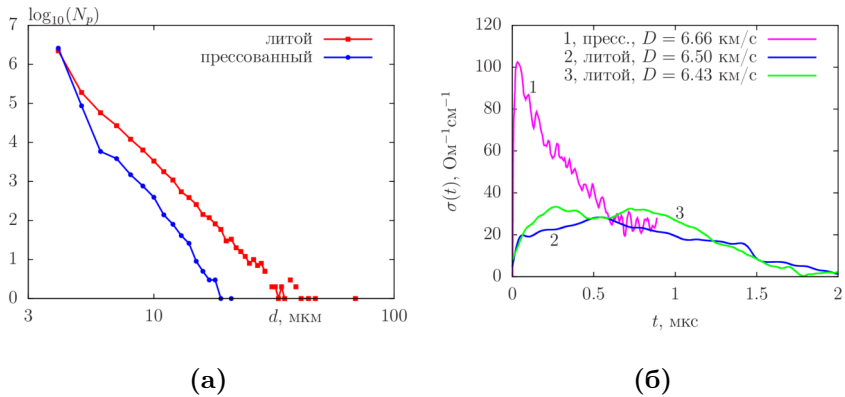 log₁₀(Nₚ)
7
6
5
4
3
2
1
0
3
10
100
d, мкм
литой
прессованный
(а)
140
120
100
80
60
40
20
0
σ(t), Ом⁻¹см⁻¹
1, пресс., D = 6.66 км/с
2, литой, D = 6.50 км/с
3, литой, D = 6.43 км/с
1
2
3
0
0.5
1
1.5
2
t, мкс
(б)